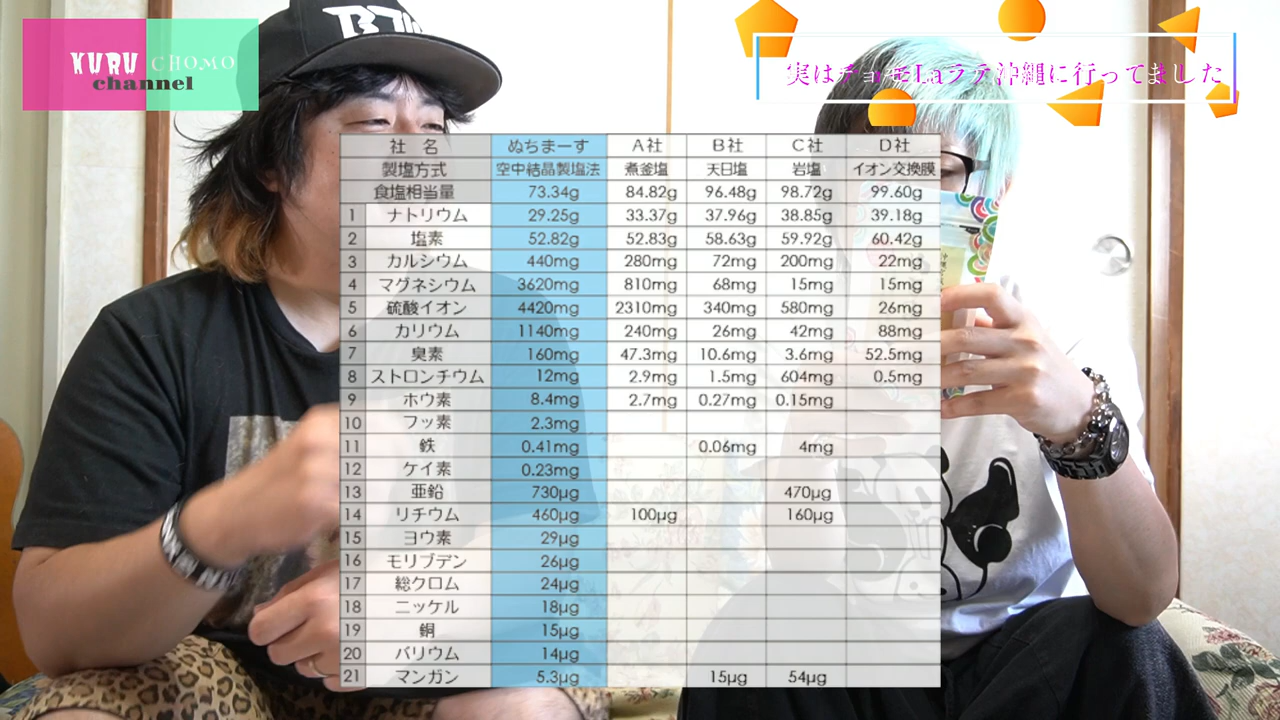 KURU CHOMO
channel
B
実はチョモLaラテ沖縄に行ってました
社 名 ぬちまーす A社 B社 C社 D社
製塩方式 空中結晶製塩法 煮釜塩 天日塩 岩塩 イオン交換膜
食塩相当量 73.34g 84.82g 96.48g 98.72g 99.60g
1 ナトリウム 29.25g 33.37g 37.96g 38.85g 39.18g
2 塩素 52.82g 52.83g 58.63g 59.92g 60.42g
3 カルシウム 440mg 280mg 72mg 200mg 22mg
4 マグネシウム 3620mg 810mg 68mg 15mg 15mg
5 硫酸イオン 4420mg 2310mg 340mg 580mg 26mg
6 カリウム 1140mg 240mg 26mg 42mg 88mg
7 臭素 160mg 47.3mg 10.6mg 3.6mg 52.5mg
8 ストロンチウム 12mg 2.9mg 1.5mg 604mg 0.5mg
9 ホウ素 8.4mg 2.7mg 0.27mg 0.15mg
10 フッ素 2.3mg
11 鉄 0.41mg 0.06mg 4mg
12 ケイ素 0.23mg
13 亜鉛 730μg 470μg
14 リチウム 460μg 100μg 160μg
15 ヨウ素 29μg
16 モリブデン 26μg
17 総クロム 24μg
18 ニッケル 18μg
19 銅 15μg
20 バリウム 14μg
21 マンガン 5.3μg 15μg 54μg